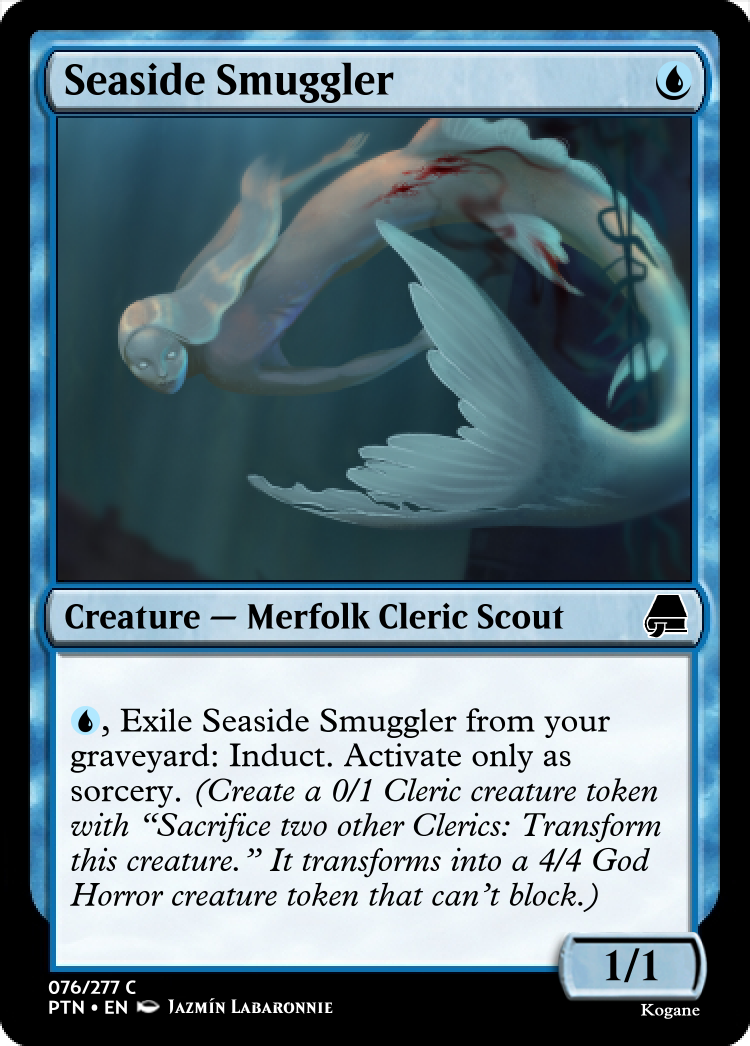 Seaside Smuggler
Creature — Merfolk Cleric Scout
, Exile Seaside Smuggler from your
graveyard: Induct. Activate only as
sorcery. (Create a 0/1 Cleric creature token
with “Sacrifice two other Clerics: Transform
this creature.” It transforms into a 4/4 God
Horror creature token that can’t block.)
1/1
076/277 C
PTN • EN Jazmín Labaronnie
Kogane